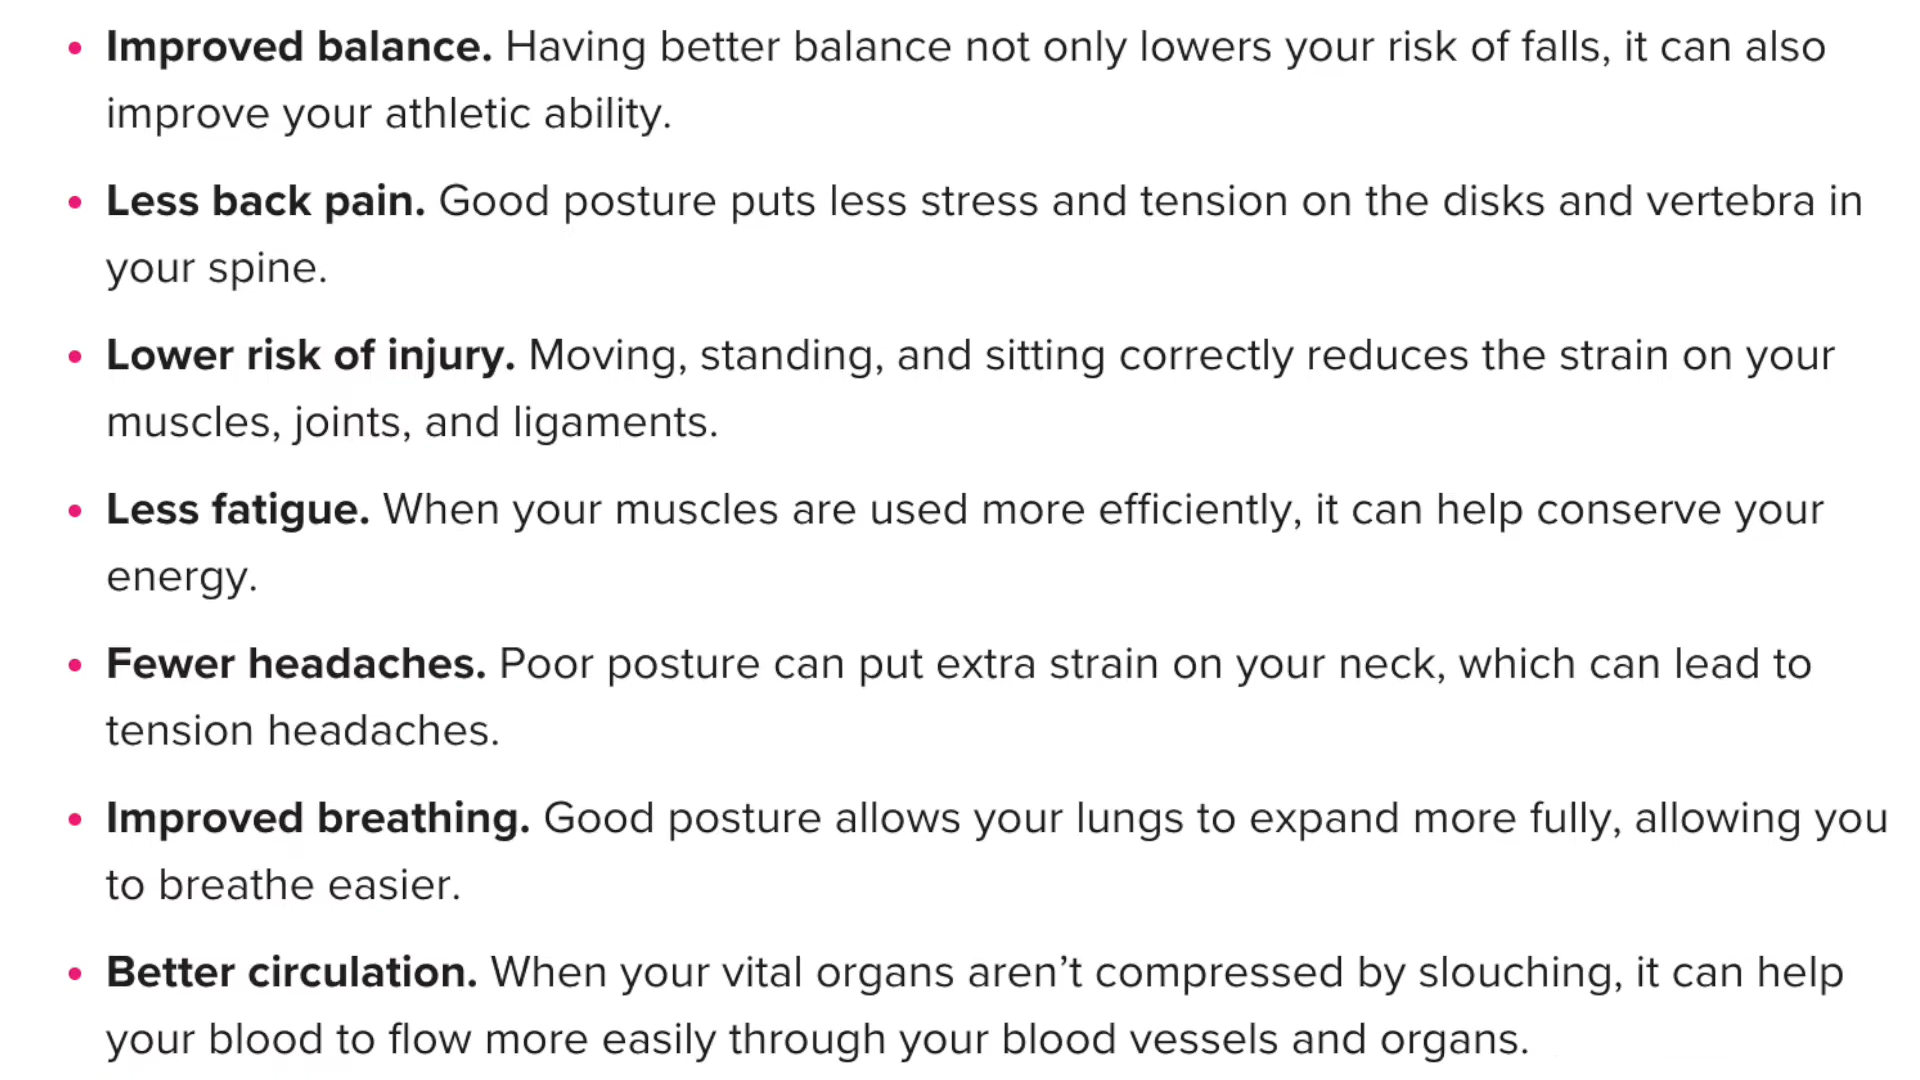 • Improved balance. Having better balance not only lowers your risk of falls, it can also
improve your athletic ability.
• Less back pain. Good posture puts less stress and tension on the disks and vertebra in
your spine.
• Lower risk of injury. Moving, standing, and sitting correctly reduces the strain on your
muscles, joints, and ligaments.
• Less fatigue. When your muscles are used more efficiently, it can help conserve your
energy.
• Fewer headaches. Poor posture can put extra strain on your neck, which can lead to
tension headaches.
• Improved breathing. Good posture allows your lungs to expand more fully, allowing you
to breathe easier.
• Better circulation. When your vital organs aren’t compressed by slouching, it can help
your blood to flow more easily through your blood vessels and organs.